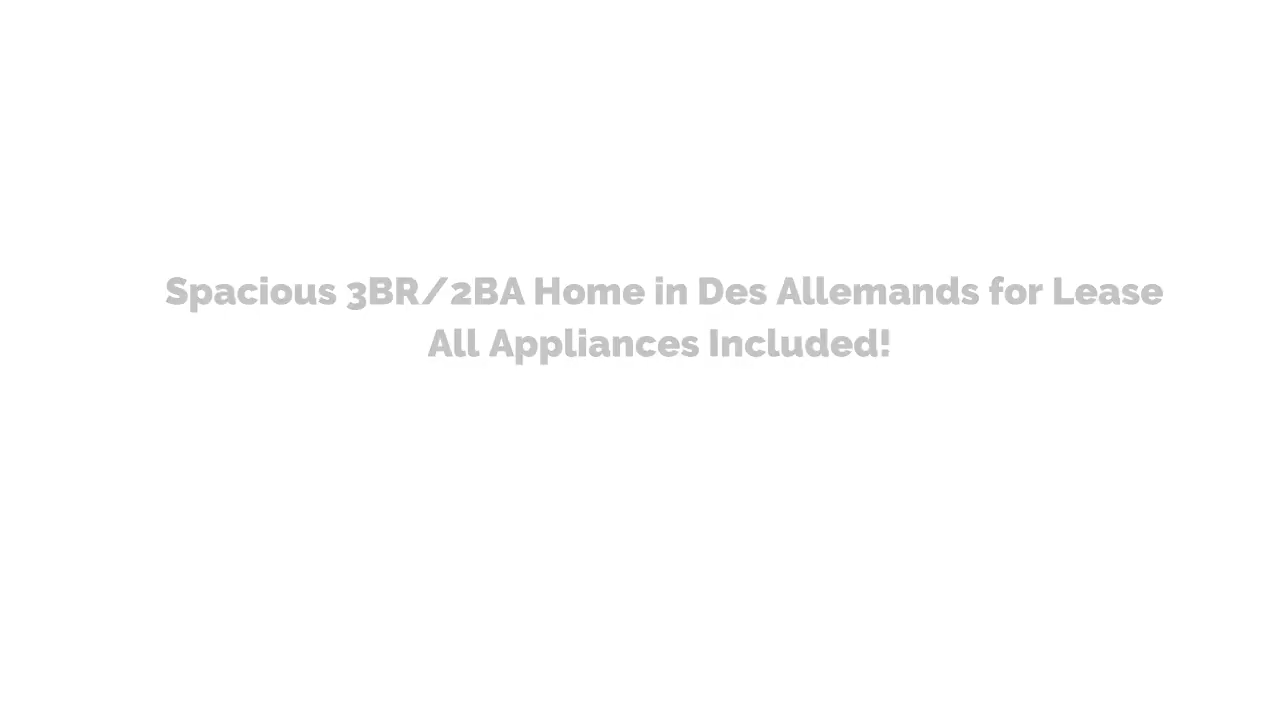 Spacious 3BR/2BA Home in Des Allemands for Lease
All Appliances Included!